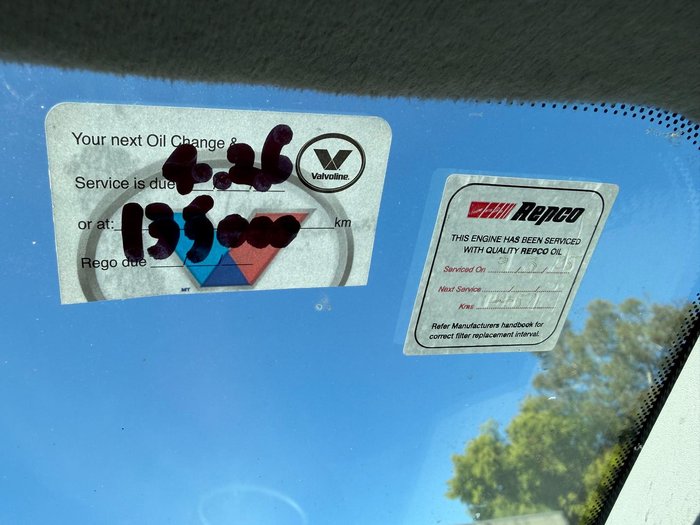 Your next Oil Change &
Service is due 4.26
or at: 135000 km
Rego due
Valvoline.
MIT
REPCO
THIS ENGINE HAS BEEN SERVICED
WITH QUALITY REPCO OIL
Serviced On / /
Next Service / /
Kms
Refer Manufacturers handbook for
correct filter replacement interval.